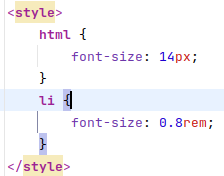 <style>
html {
font-size: 14px;
}
li {
font-size: 0.8rem;
}
</style>